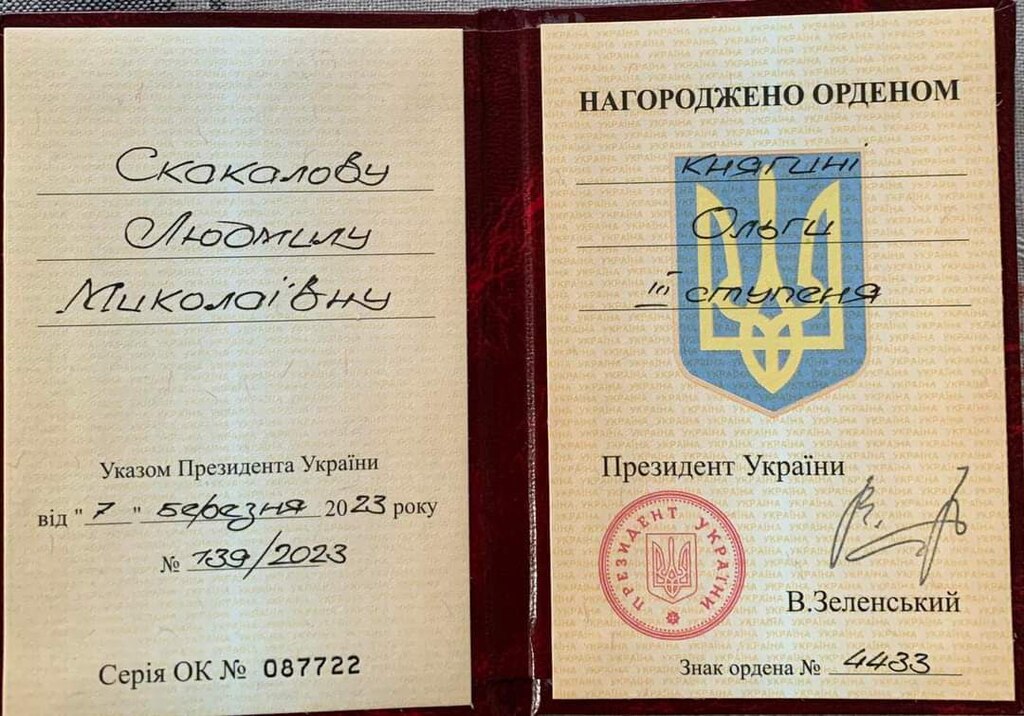 Скакалову
Людмилу
Миколаївну
Указом Президента України
від "7" березня 2023 року
№ 139/2023
Серія ОК № 087722
НАГОРОДЖЕНО ОРДЕНОМ
княгині
Ольги
III ступеня
Президент України
ПРЕЗИДЕНТ УКРАЇНИ
В.Зеленський
Знак ордена № 4433